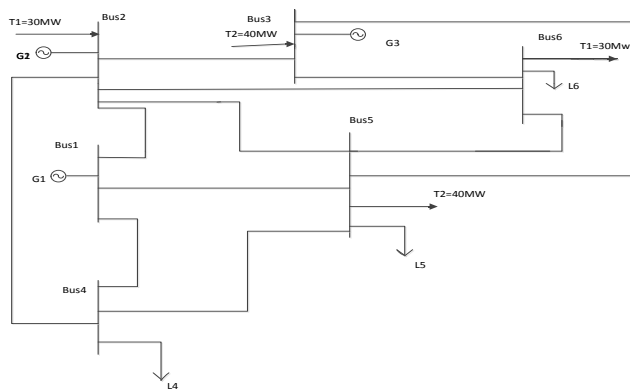 Bus2
T1=30MW
G2
Bus3
T2=40MW
G3
Bus6
T1=30Mw
L6
Bus1
G1
Bus5
T2=40MW
L5
Bus4
L4